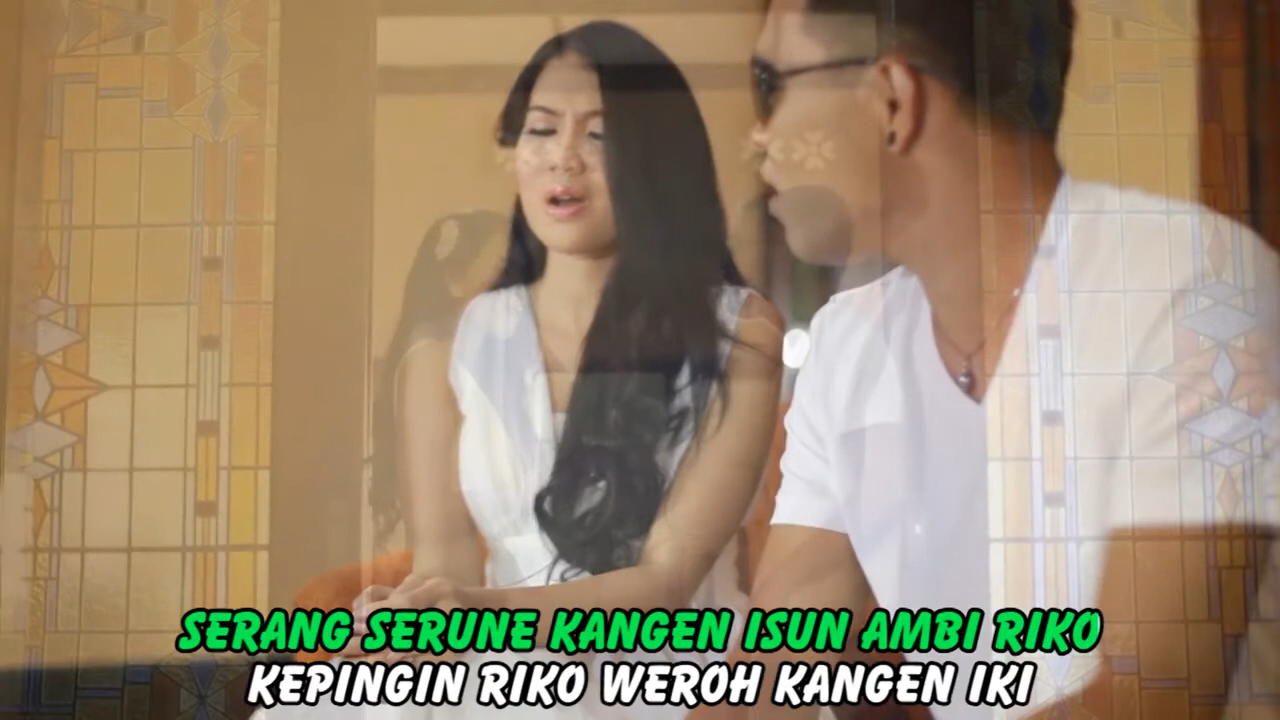 SERANG SERUNE KANGEN ISUN AMBI RIKO
KEPINGIN RIKO WEROH KANGEN IKI